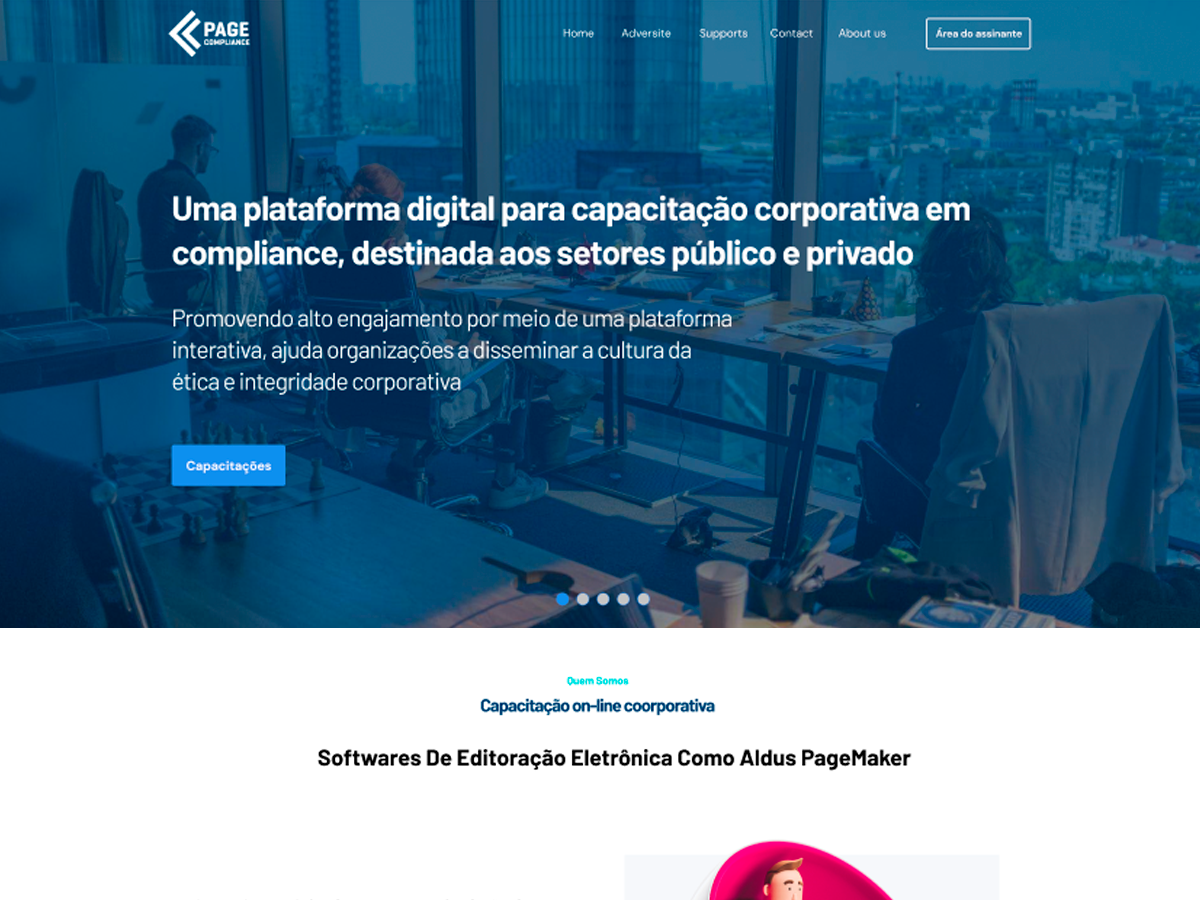 PAGE
COMPLIANCE
Home
Adversite
Supports
Contact
About us
Área do assinante
Uma plataforma digital para capacitação corporativa em
compliance, destinada aos setores público e privado
Promovendo alto engajamento por meio de uma plataforma
interativa, ajuda organizações a disseminar a cultura da
ética e integridade corporativa
Capacitações
Quem Somos
Capacitação on-line coorporativa
Softwares De Editoração Eletrônica Como Aldus PageMaker